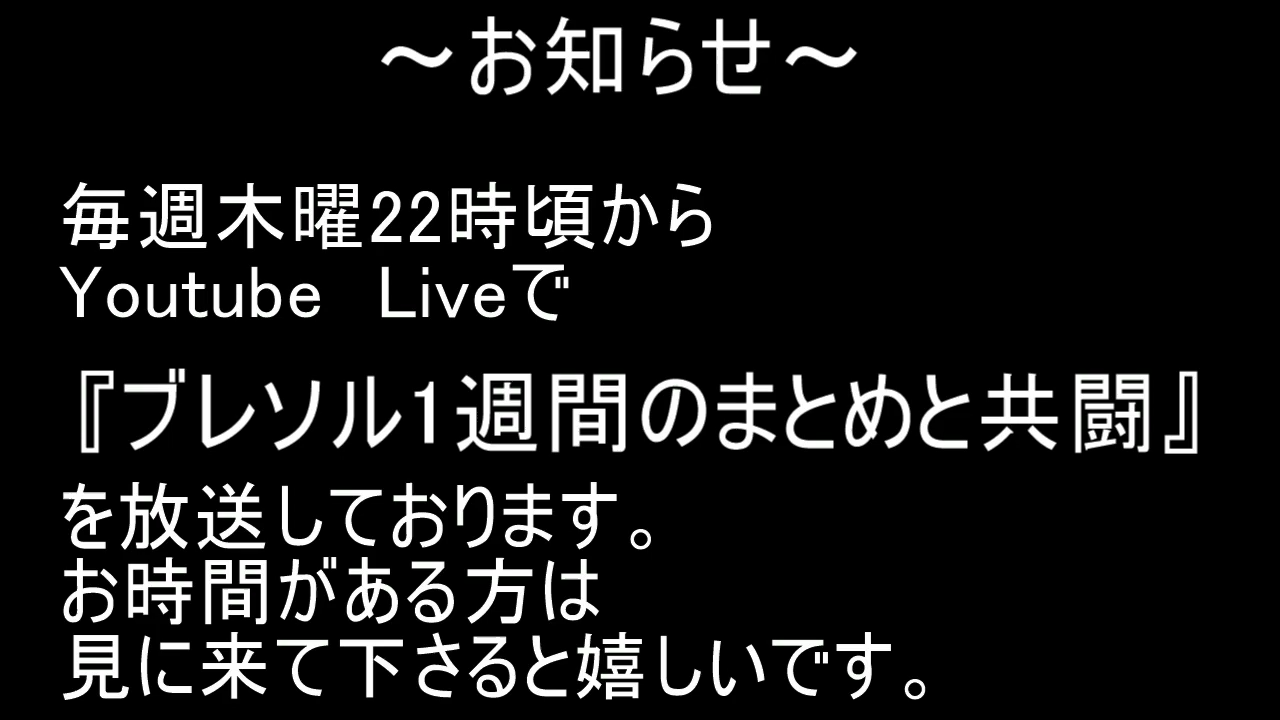 ～お知らせ～
毎週木曜22時頃から
Youtube　Liveで
『ブレソル1週間のまとめと共闘』
を放送しております。
お時間がある方は
見に来て下さると嬉しいです。